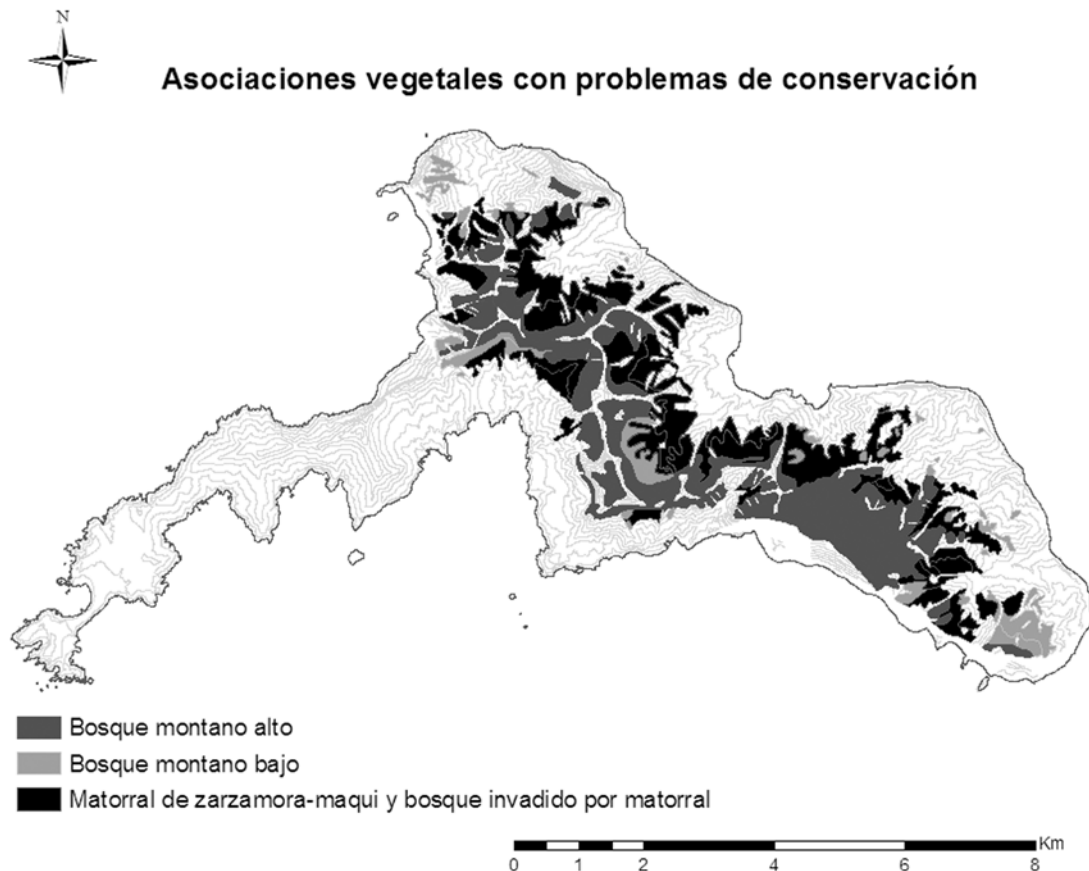 N
Asociaciones vegetales con problemas de conservación
Bosque montano alto
Bosque montano bajo
Matorral de zarzamora-maqui y bosque invadido por matorral
Km
0 1 2 4 6 8